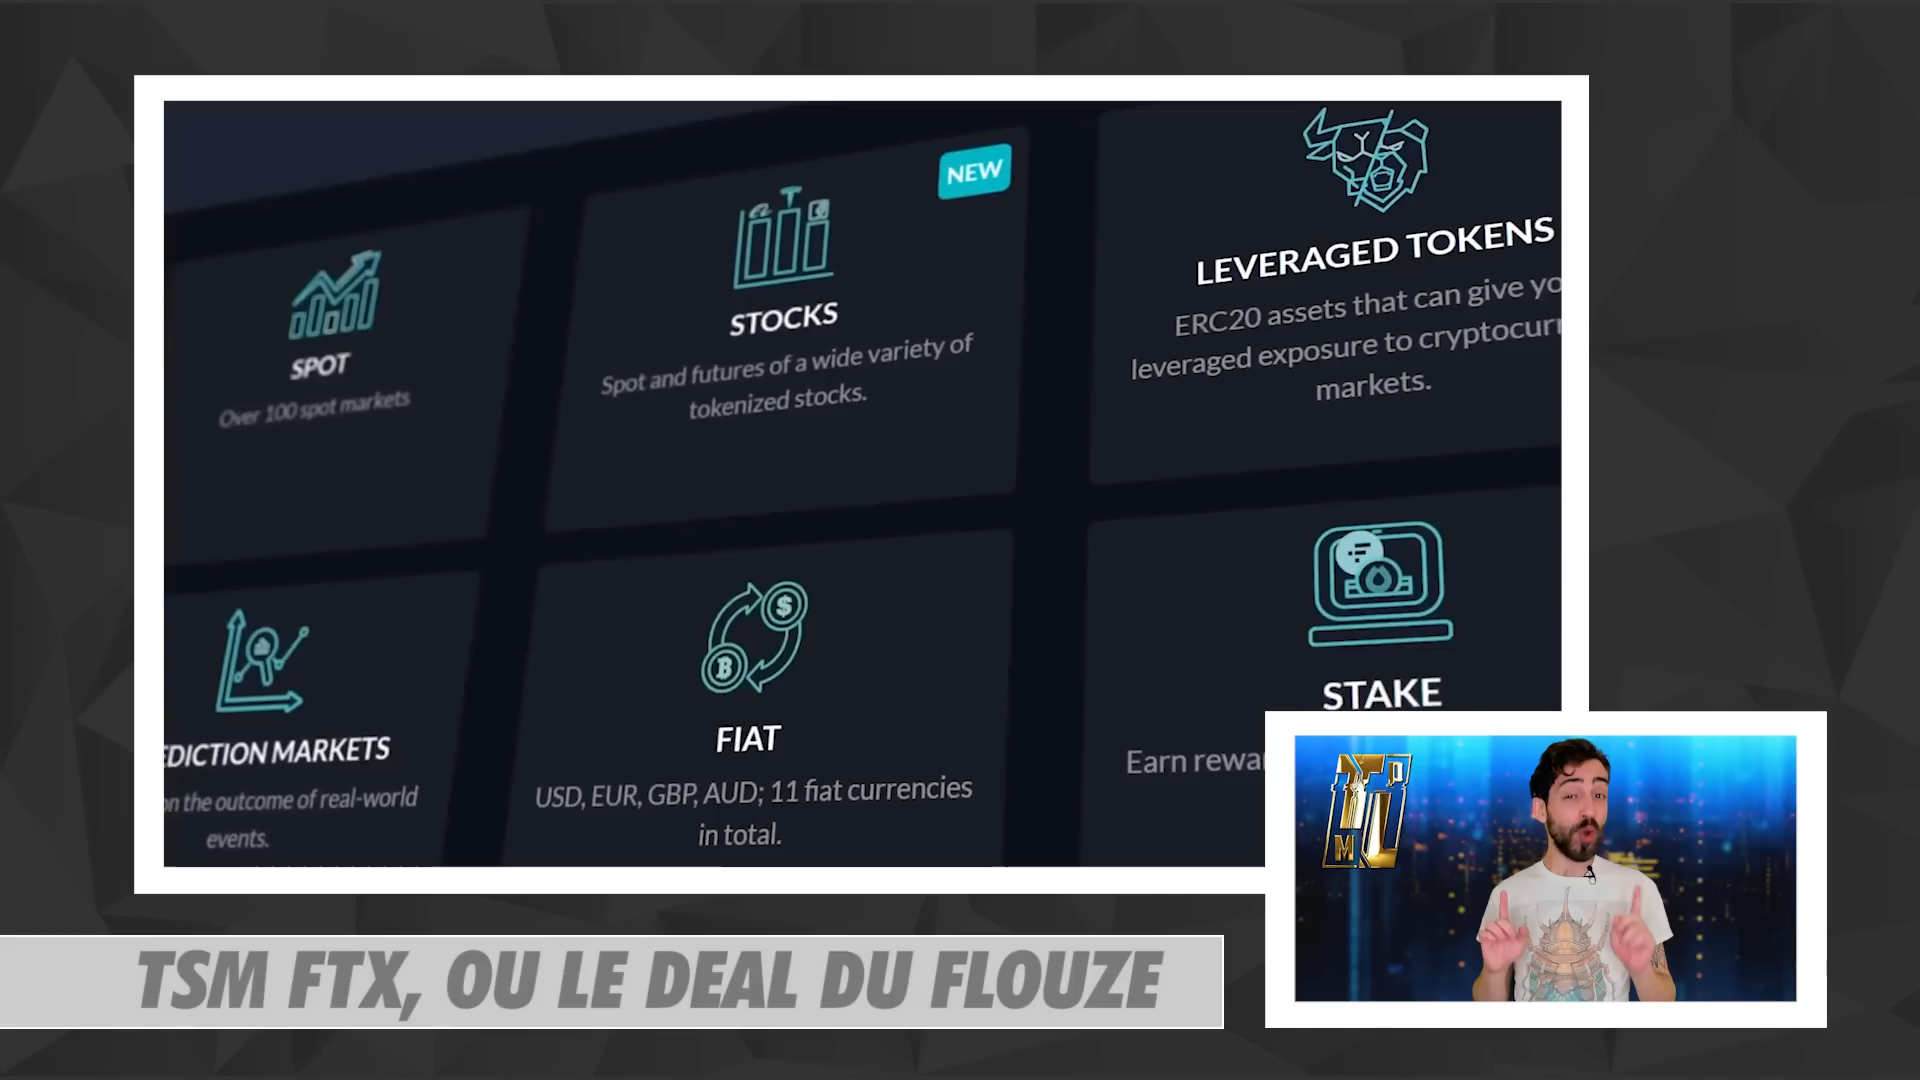 NEW
SPOT
Over 100 spot markets
STOCKS
Spot and futures of a wide variety of
tokenized stocks.
LEVERAGED TOKENS
ERC20 assets that can give yo
leveraged exposure to cryptocurr
markets.
EDICTION MARKETS
on the outcome of real-world
events.
FIAT
USD, EUR, GBP, AUD; 11 fiat currencies
in total.
STAKE
Earn rewa
TSM FTX, OU LE DEAL DU FLOUZE